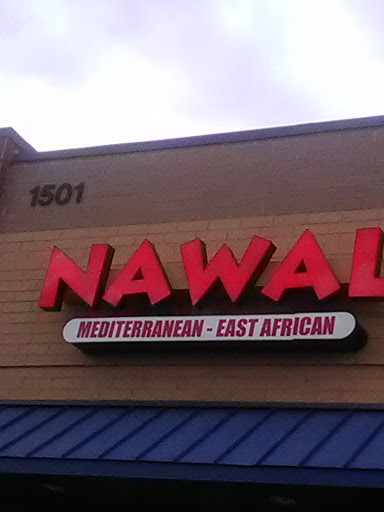 1501
NAWAL
MEDITERRANEAN - EAST AFRICAN